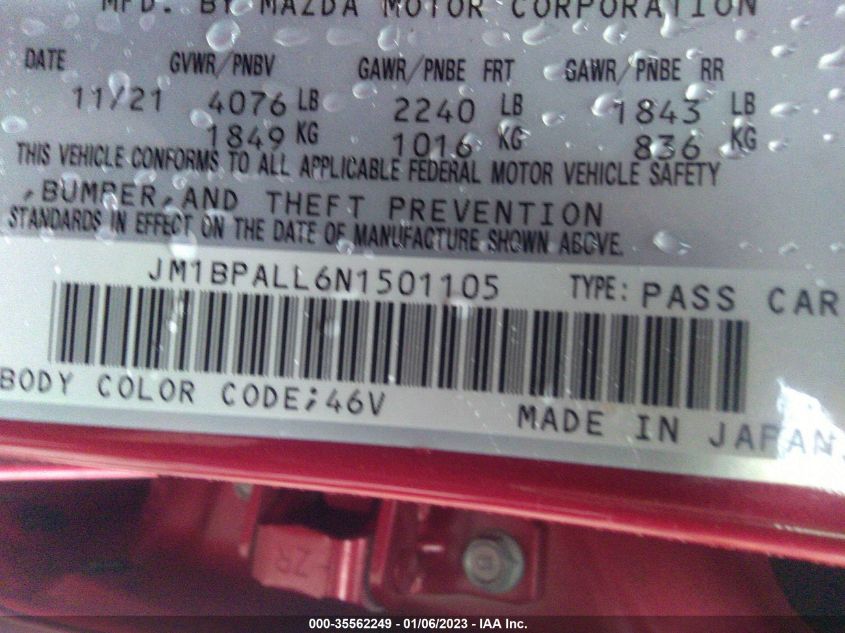 MFD. BY MAZDA MOTOR CORPORATION
DATE GVWR/PNBV GAWR/PNBE FRT GAWR/PNBE RR
11/21 4076 LB 2240 LB 1843 LB
1849 KG 1016 KG 836 KG
THIS VEHICLE CONFORMS TO ALL APPLICABLE FEDERAL MOTOR VEHICLE SAFETY
,BUMPER,AND THEFT PREVENTION
STANDARDS IN EFFECT ON THE DATE OF MANUFACTURE SHOWN ABOVE.
JM1BPALL6N1501105 TYPE: PASS CAR
BODY COLOR CODE;46V
MADE IN JAPAN.
ZR
000-35562249 - 01/06/2023 - IAA Inc.